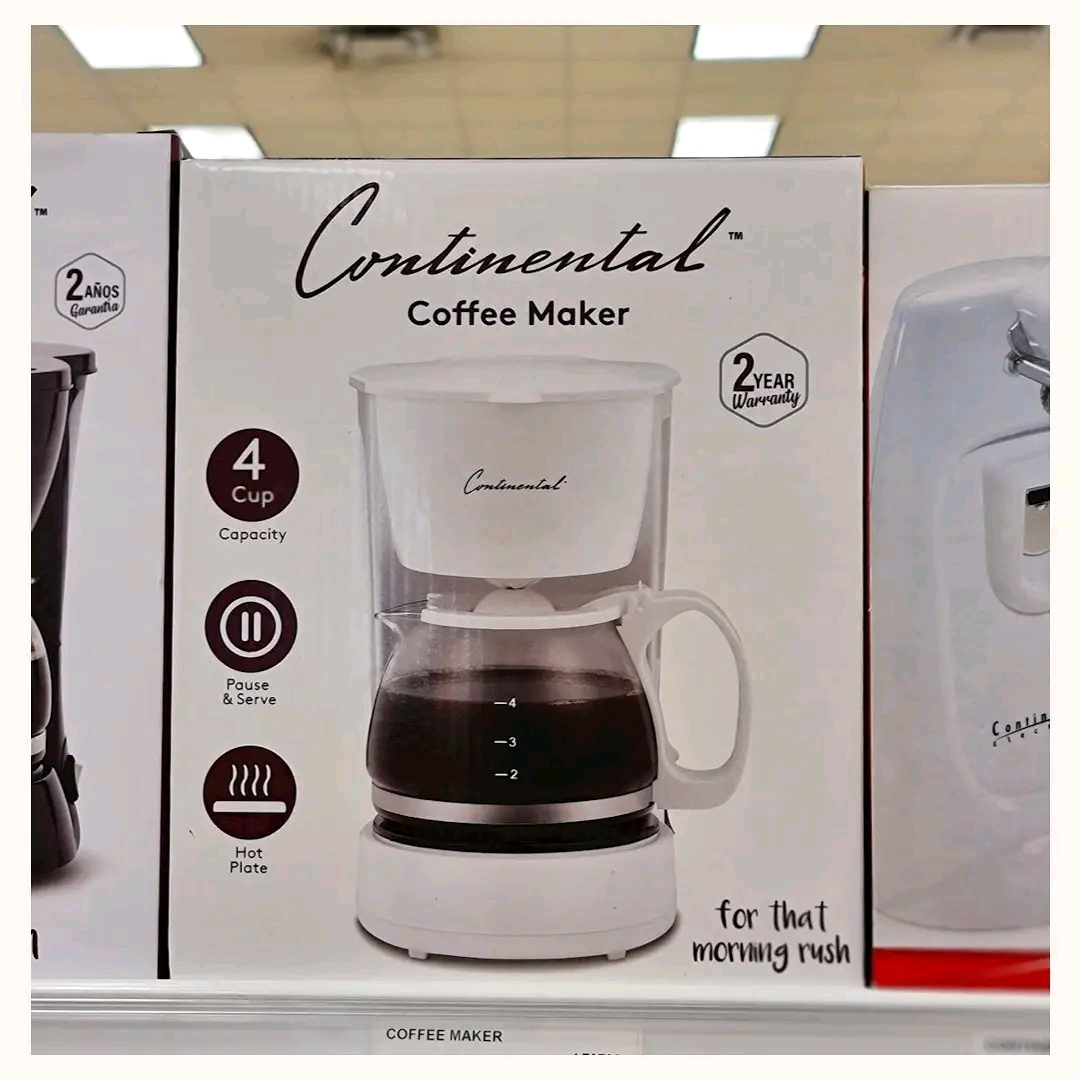 Continental™
Coffee Maker
2 YEAR
Warranty
4
Cup
Capacity
Pause
& Serve
Hot
Plate
Continental
4
3
2
for that
morning rush
™
2 AÑOS
Garantía
COFFEE MAKER